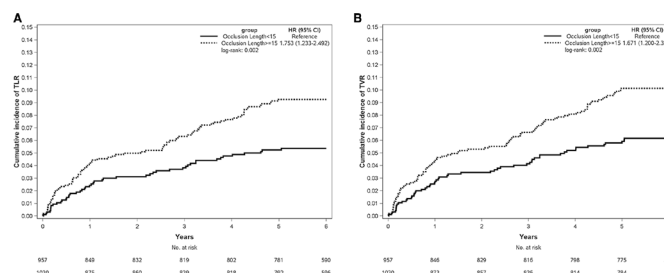 A
group HR (95% CI)
Occlusion Length<15 Reference
Occlusion Length>=15 1.753 (1.233-2.492)
log-rank: 0.002
Cumulative incidence of TLR
0.15
0.14
0.13
0.12
0.11
0.10
0.09
0.08
0.07
0.06
0.05
0.04
0.03
0.02
0.01
0.00
0 1 2 3 4 5 6
Years
No. at risk
957 849 832 819 802 781 590
B
group HR (95% CI)
Occlusion Length<15 Reference
Occlusion Length>=15 1.671 (1.200-2.3
log-rank: 0.002
Cumulative incidence of TVR
0.15
0.14
0.13
0.12
0.11
0.10
0.09
0.08
0.07
0.06
0.05
0.04
0.03
0.02
0.01
0.00
0 1 2 3 4 5
Years
No. at risk
957 846 829 815 798 775